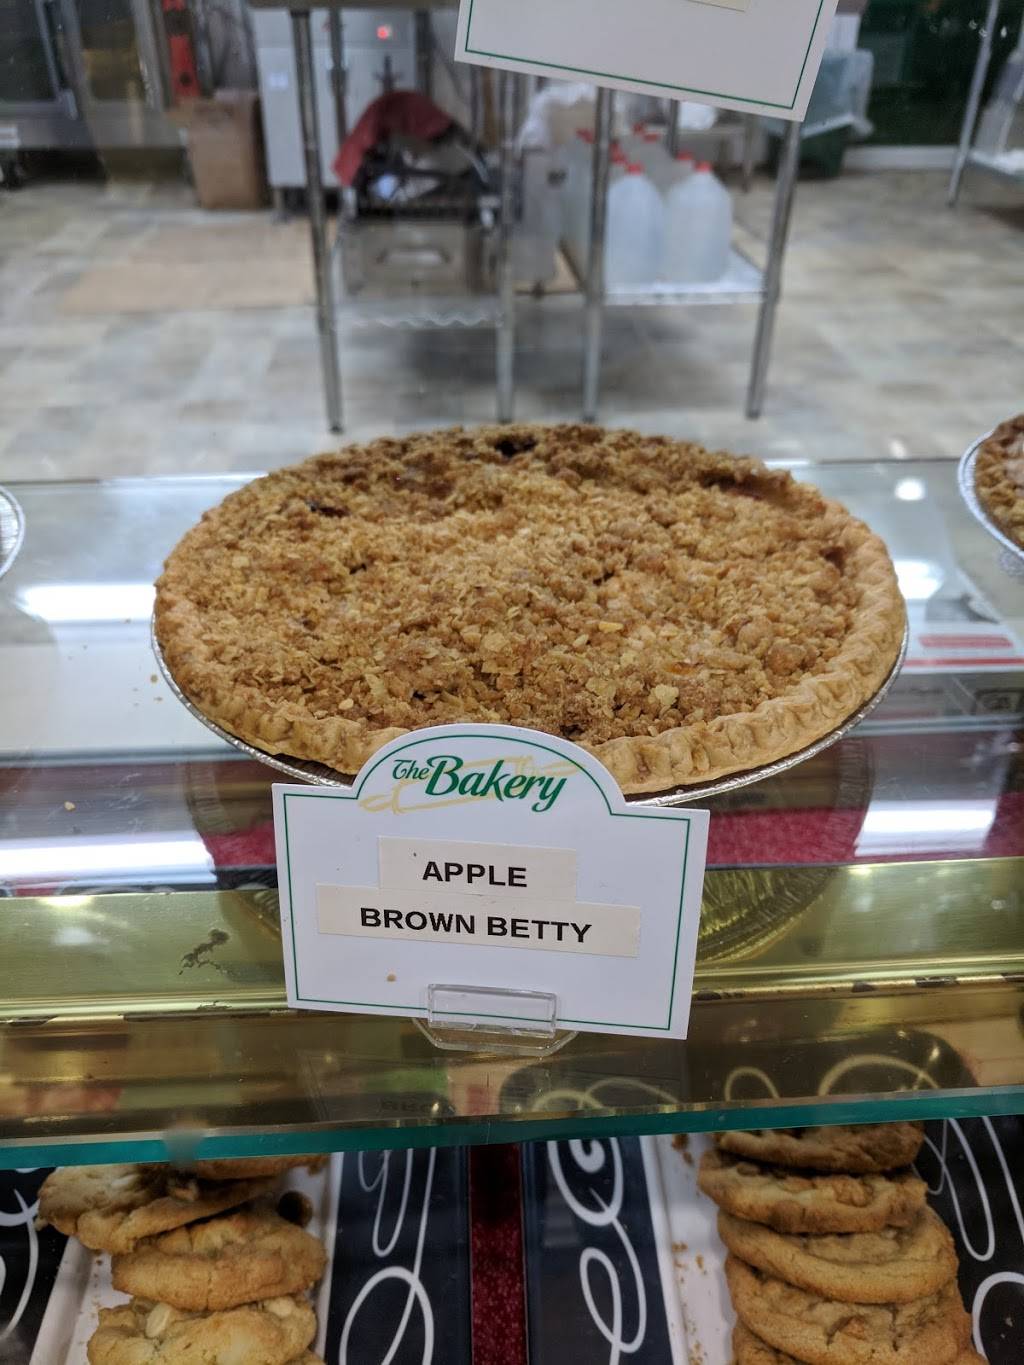 The Bakery
APPLE
BROWN BETTY